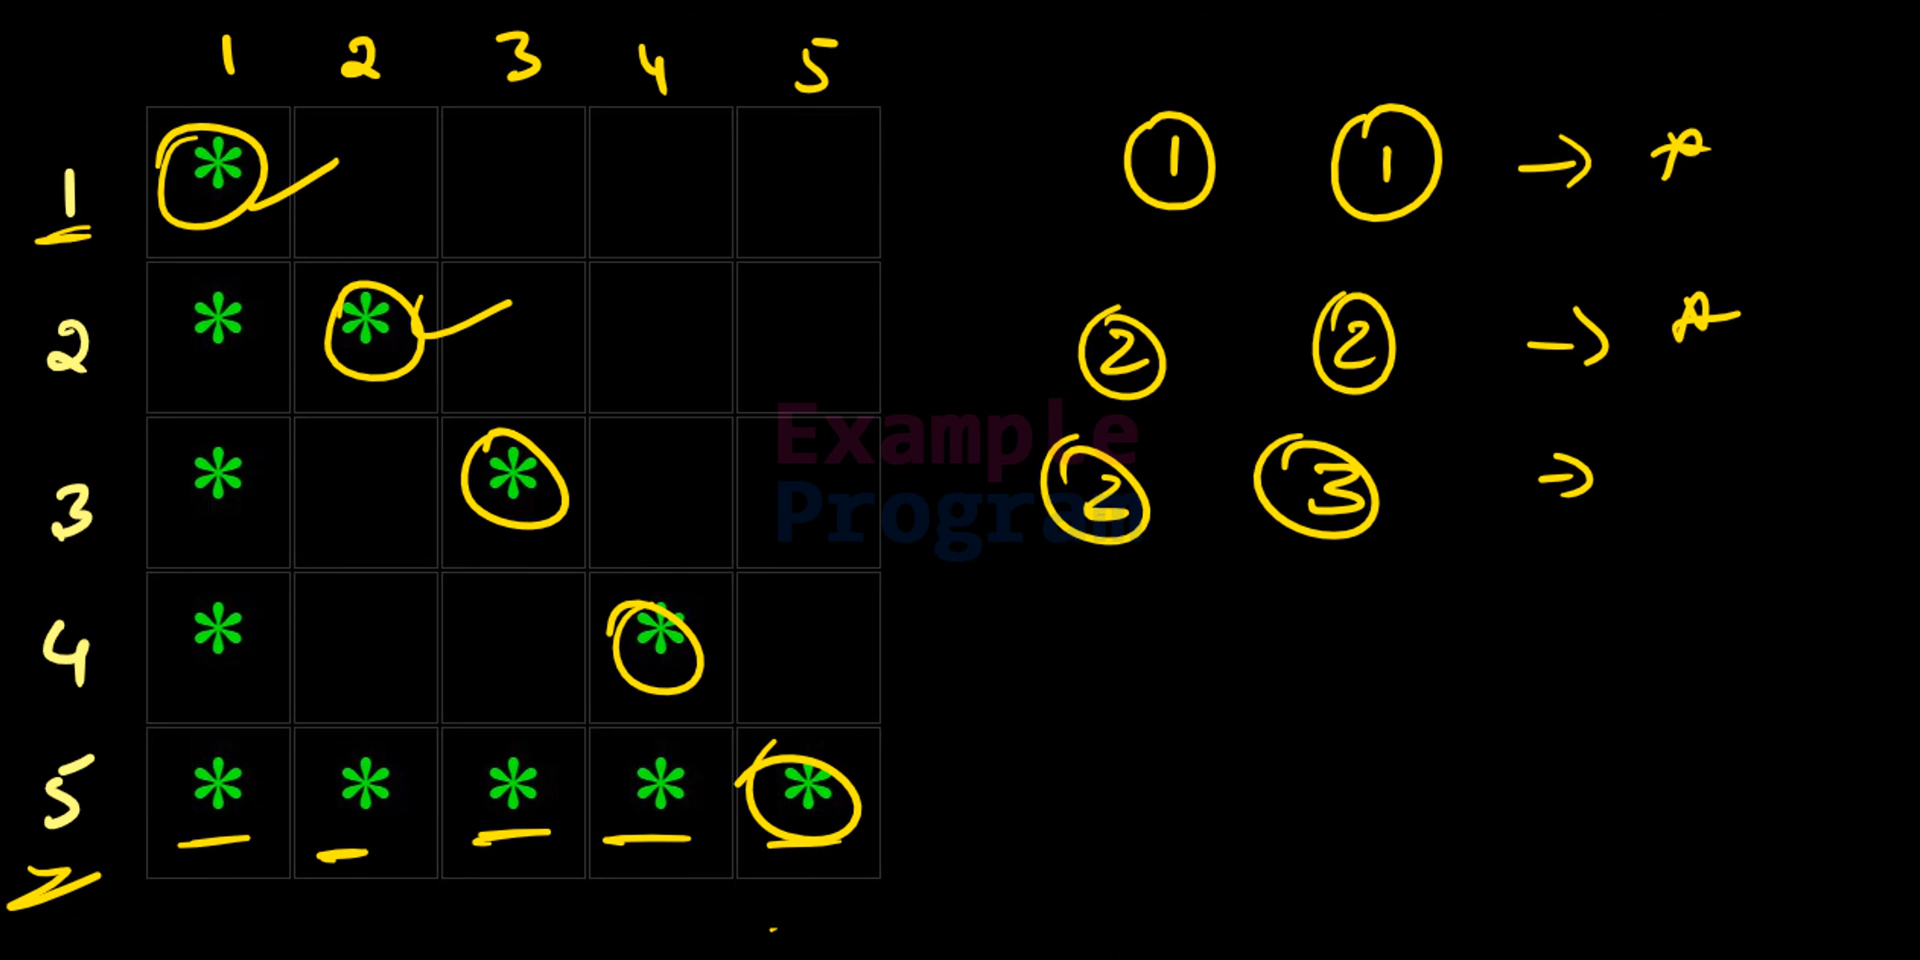 1 2 3 4 5
1 * 1 1 → *
2 * * 2 2 → *
3 * * 2 3 →
Example
Program
4 * *
5 * * * * *